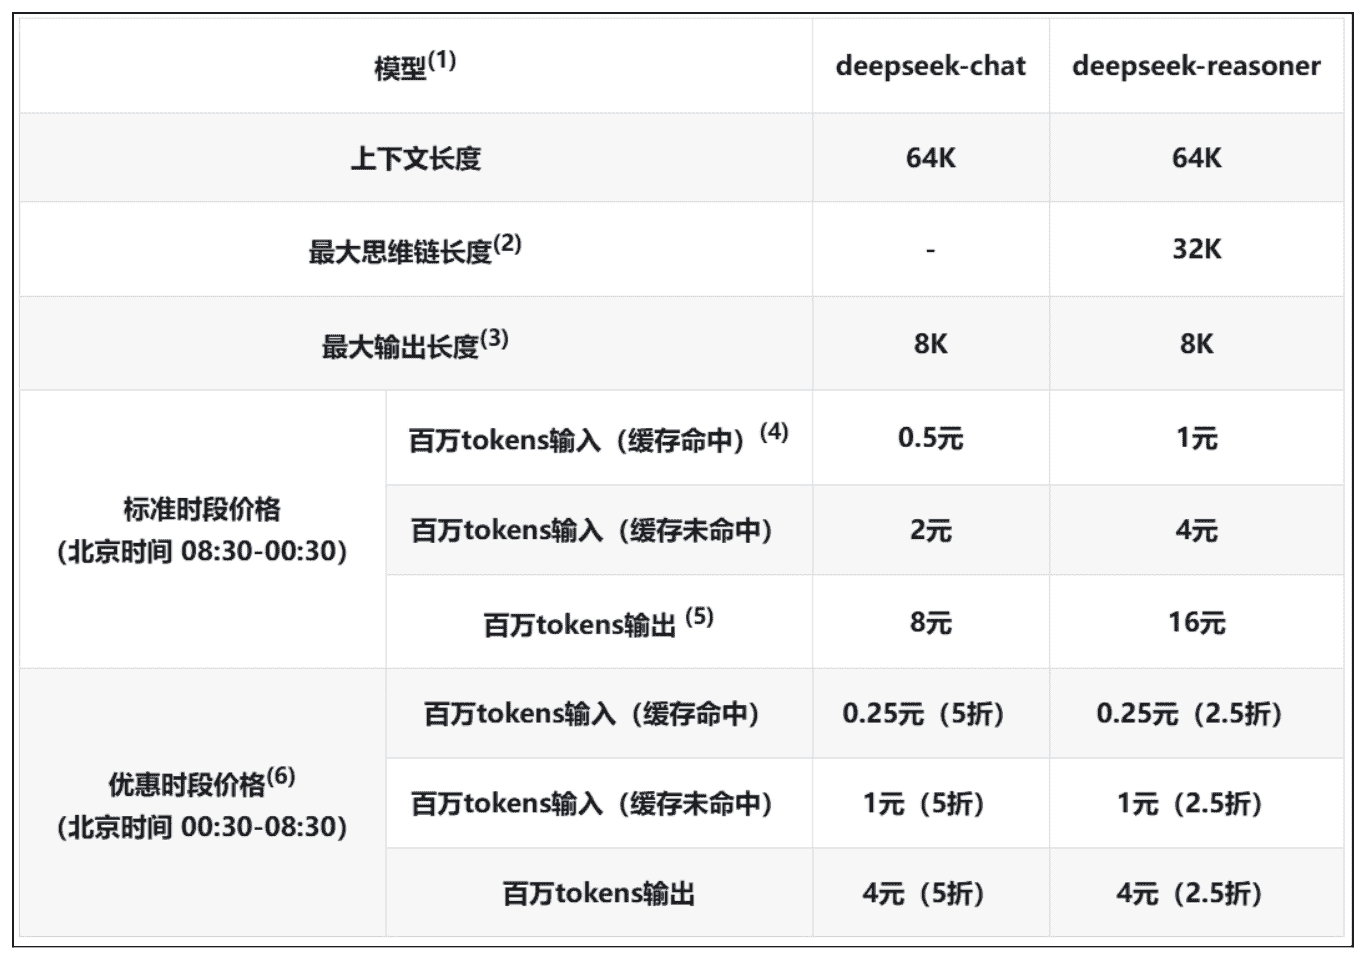 模型(1) deepseek-chat deepseek-reasoner
上下文长度 64K 64K
最大思维链长度(2) - 32K
最大输出长度(3) 8K 8K
标准时段价格
(北京时间 08:30-00:30)
百万tokens输入(缓存命中)(4) 0.5元 1元
百万tokens输入(缓存未命中) 2元 4元
百万tokens输出 (5) 8元 16元
优惠时段价格(6)
(北京时间 00:30-08:30)
百万tokens输入(缓存命中) 0.25元(5折) 0.25元(2.5折)
百万tokens输入(缓存未命中) 1元(5折) 1元(2.5折)
百万tokens输出 4元(5折) 4元(2.5折)